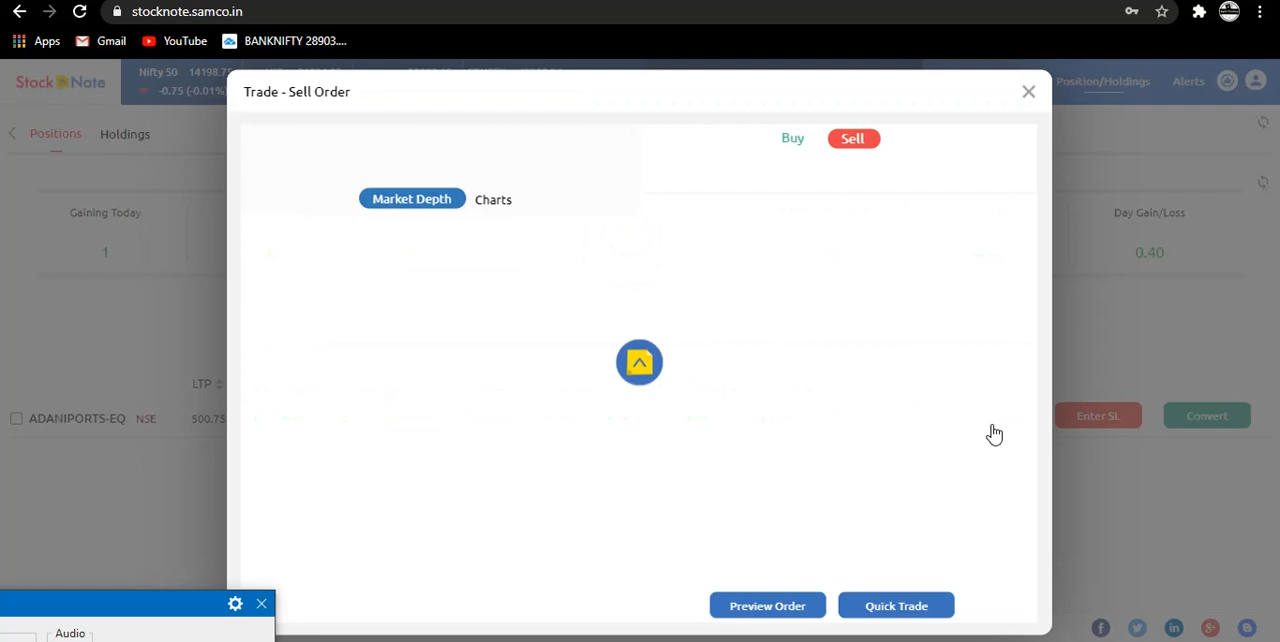 stocknote.samco.in
Apps Gmail YouTube BANKNIFTY 28903....
Stock Note
Nifty 50 14198.75
-0.75 (-0.01%)
Position/Holdings Alerts
Trade - Sell Order
Positions Holdings
Buy Sell
Market Depth Charts
Gaining Today Day Gain/Loss
1 0.40
LTP
ADANIPORTS-EQ NSE 500.75
Enter SL Convert
Preview Order Quick Trade
Audio